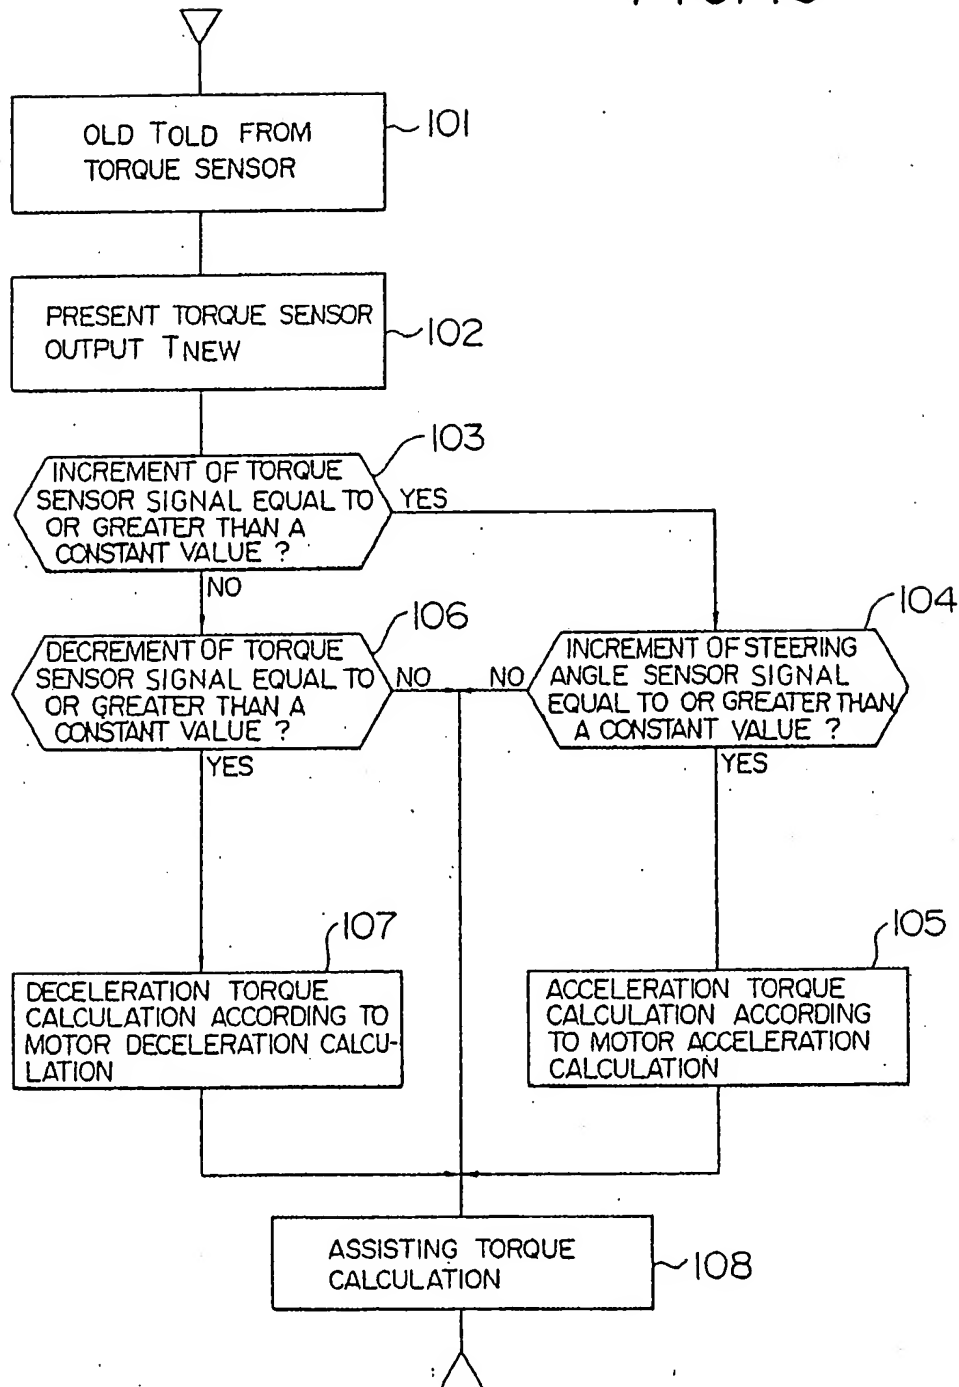 OLD TOLD FROM
TORQUE SENSOR
101
PRESENT TORQUE SENSOR
OUTPUT TNEW
102
103
INCREMENT OF TORQUE
SENSOR SIGNAL EQUAL TO
OR GREATER THAN A
CONSTANT VALUE ?
YES
NO
104
INCREMENT OF STEERING
ANGLE SENSOR SIGNAL
EQUAL TO OR GREATER THAN
A CONSTANT VALUE ?
NO
YES
106
DECREMENT OF TORQUE
SENSOR SIGNAL EQUAL TO
OR GREATER THAN A
CONSTANT VALUE ?
NO
YES
107
DECELERATION TORQUE
CALCULATION ACCORDING TO
MOTOR DECELERATION CALCU-
LATION
105
ACCELERATION TORQUE
CALCULATION ACCORDING
TO MOTOR ACCELERATION
CALCULATION
ASSISTING TORQUE
CALCULATION
108